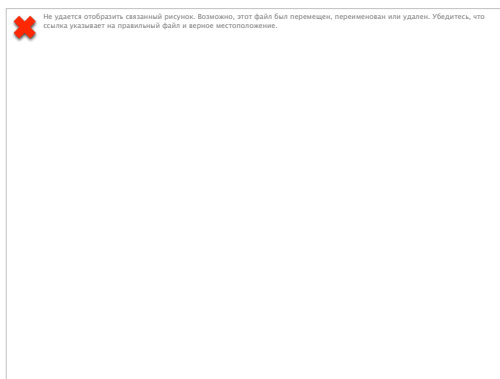 Не удается отобразить связанный рисунок. Возможно, этот файл был перемещен, переименован или удален. Убедитесь, что
ссылка указывает на правильный файл и верное местоположение.